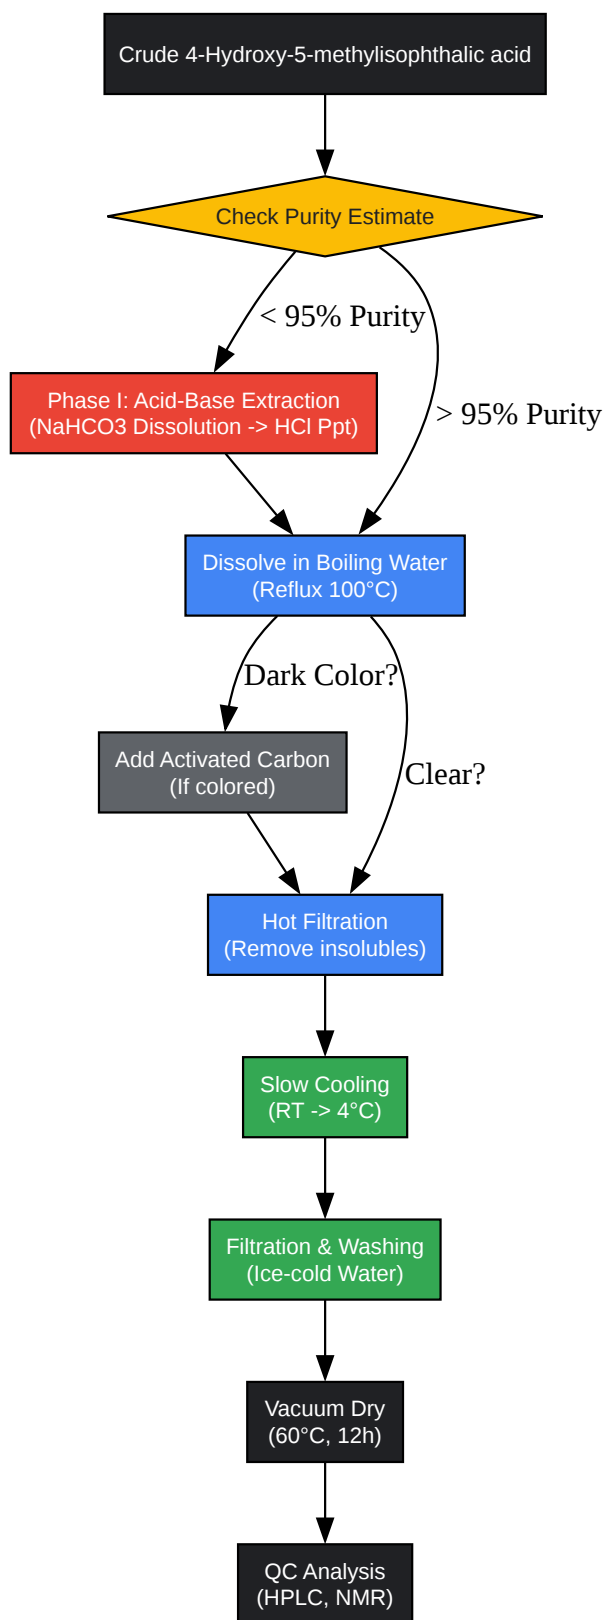 Crude 4-Hydroxy-5-methylisophthalic acid
Check Purity Estimate
< 95% Purity
Phase I: Acid-Base Extraction
(NaHCO3 Dissolution -> HCl Ppt)
> 95% Purity
Dissolve in Boiling Water
(Reflux 100°C)
Dark Color?
Add Activated Carbon
(If colored)
Clear?
Hot Filtration
(Remove insolubles)
Slow Cooling
(RT -> 4°C)
Filtration & Washing
(Ice-cold Water)
Vacuum Dry
(60°C, 12h)
QC Analysis
(HPLC, NMR)